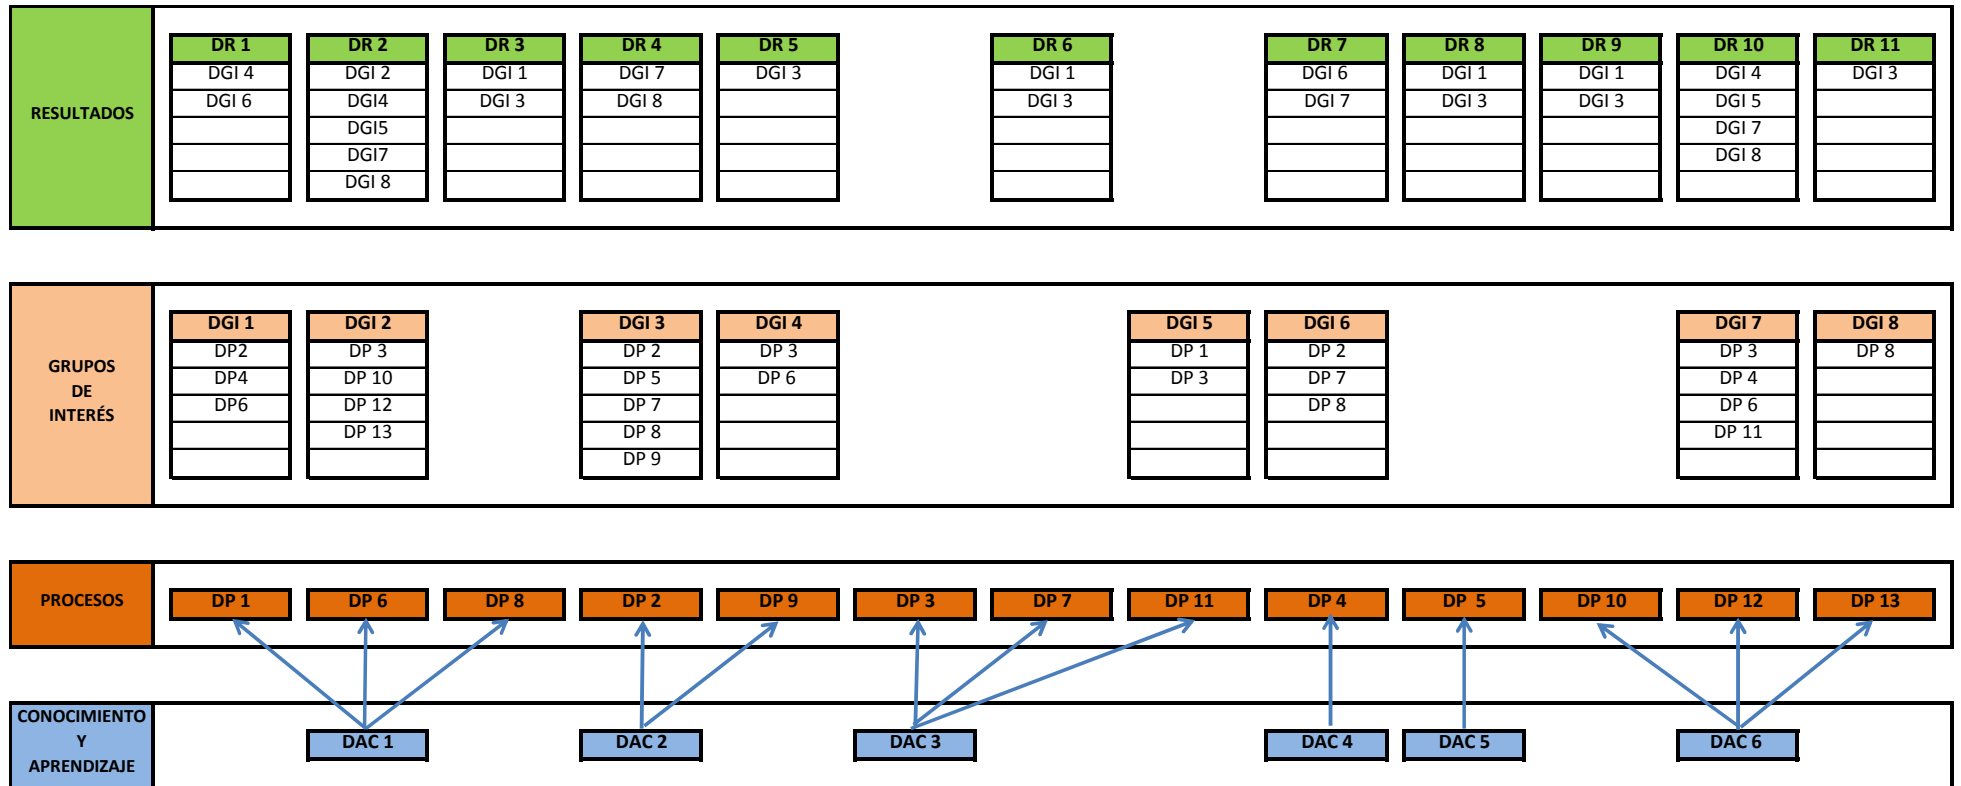 RESULTADOS
DR 1 DR 2 DR 3 DR 4 DR 5 DR 6 DR 7 DR 8 DR 9 DR 10 DR 11
DGI 4 DGI 2 DGI 1 DGI 7 DGI 3 DGI 1 DGI 6 DGI 1 DGI 1 DGI 4 DGI 3
DGI 6 DGI4 DGI 3 DGI 8 DGI 3 DGI 7 DGI 3 DGI 3 DGI 5
DGI5 DGI 7
DGI7 DGI 8
DGI 8
GRUPOS
DE
INTERÉS
DGI 1 DGI 2 DGI 3 DGI 4 DGI 5 DGI 6 DGI 7 DGI 8
DP2 DP 3 DP 2 DP 3 DP 1 DP 2 DP 3 DP 8
DP4 DP 10 DP 5 DP 6 DP 3 DP 7 DP 4
DP6 DP 12 DP 7 DP 8 DP 6
DP 13 DP 8 DP 11
DP 9
PROCESOS
DP 1 DP 6 DP 8 DP 2 DP 9 DP 3 DP 7 DP 11 DP 4 DP 5 DP 10 DP 12 DP 13
CONOCIMIENTO
Y
APRENDIZAJE
DAC 1 DAC 2 DAC 3 DAC 4 DAC 5 DAC 6